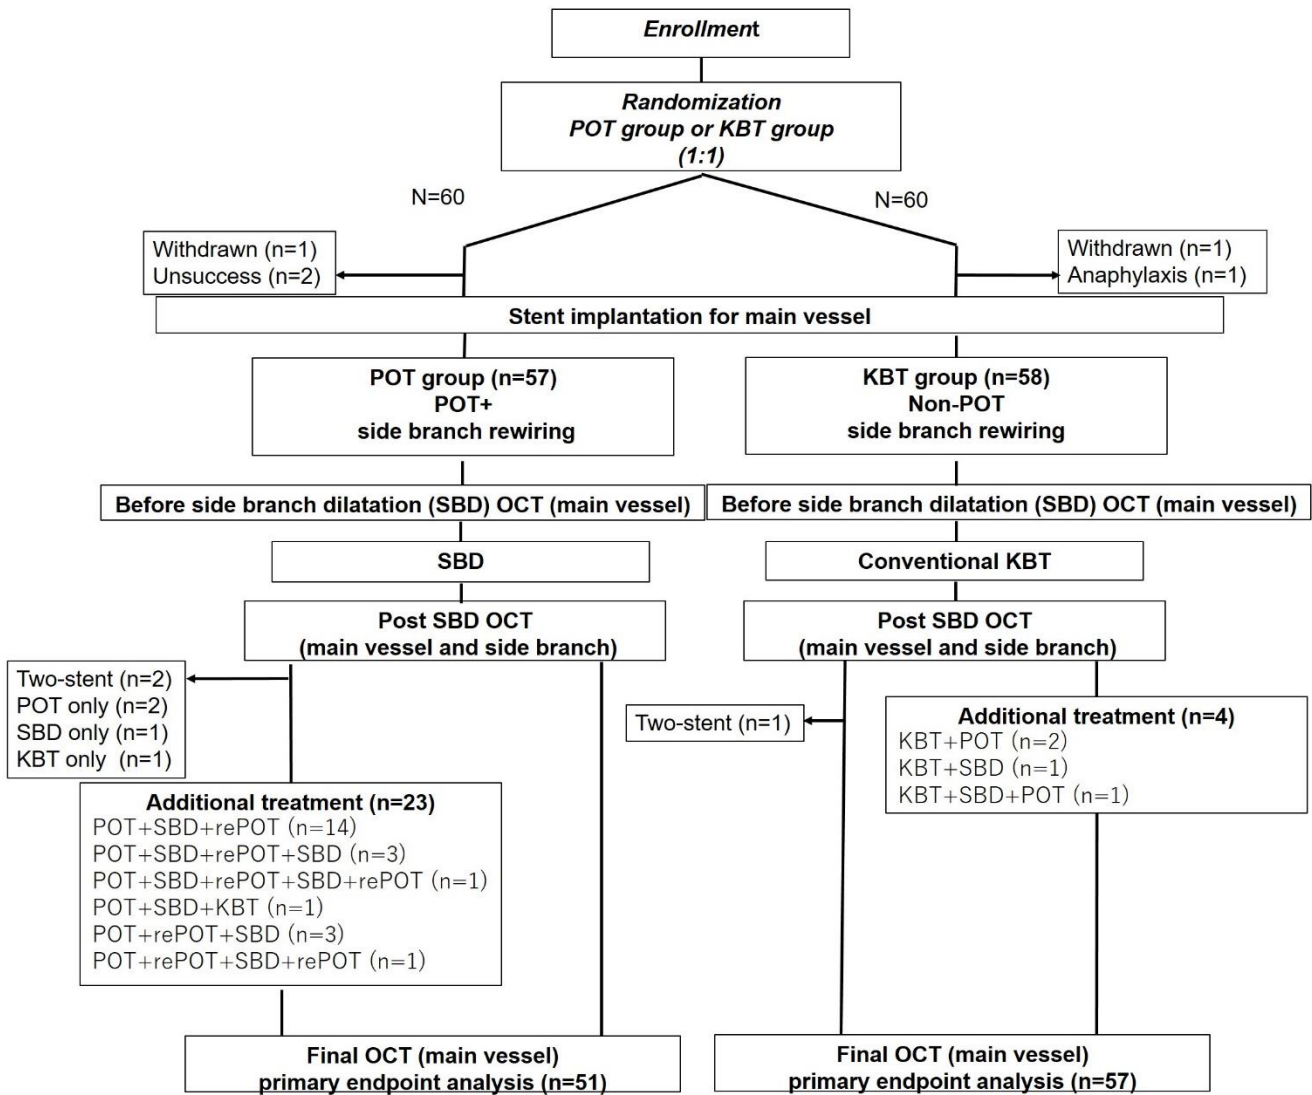 Enrollment
Randomization
POT group or KBT group
(1:1)
N=60
N=60
Withdrawn (n=1)
Unsuccess (n=2)
Withdrawn (n=1)
Anaphylaxis (n=1)
Stent implantation for main vessel
POT group (n=57)
POT+
side branch rewiring
KBT group (n=58)
Non-POT
side branch rewiring
Before side branch dilatation (SBD) OCT (main vessel)
Before side branch dilatation (SBD) OCT (main vessel)
SBD
Conventional KBT
Post SBD OCT
(main vessel and side branch)
Post SBD OCT
(main vessel and side branch)
Two-stent (n=2)
POT only (n=2)
SBD only (n=1)
KBT only (n=1)
Two-stent (n=1)
Additional treatment (n=4)
KBT+POT (n=2)
KBT+SBD (n=1)
KBT+SBD+POT (n=1)
Additional treatment (n=23)
POT+SBD+rePOT (n=14)
POT+SBD+rePOT+SBD (n=3)
POT+SBD+rePOT+SBD+rePOT (n=1)
POT+SBD+KBT (n=1)
POT+rePOT+SBD (n=3)
POT+rePOT+SBD+rePOT (n=1)
Final OCT (main vessel)
primary endpoint analysis (n=51)
Final OCT (main vessel)
primary endpoint analysis (n=57)